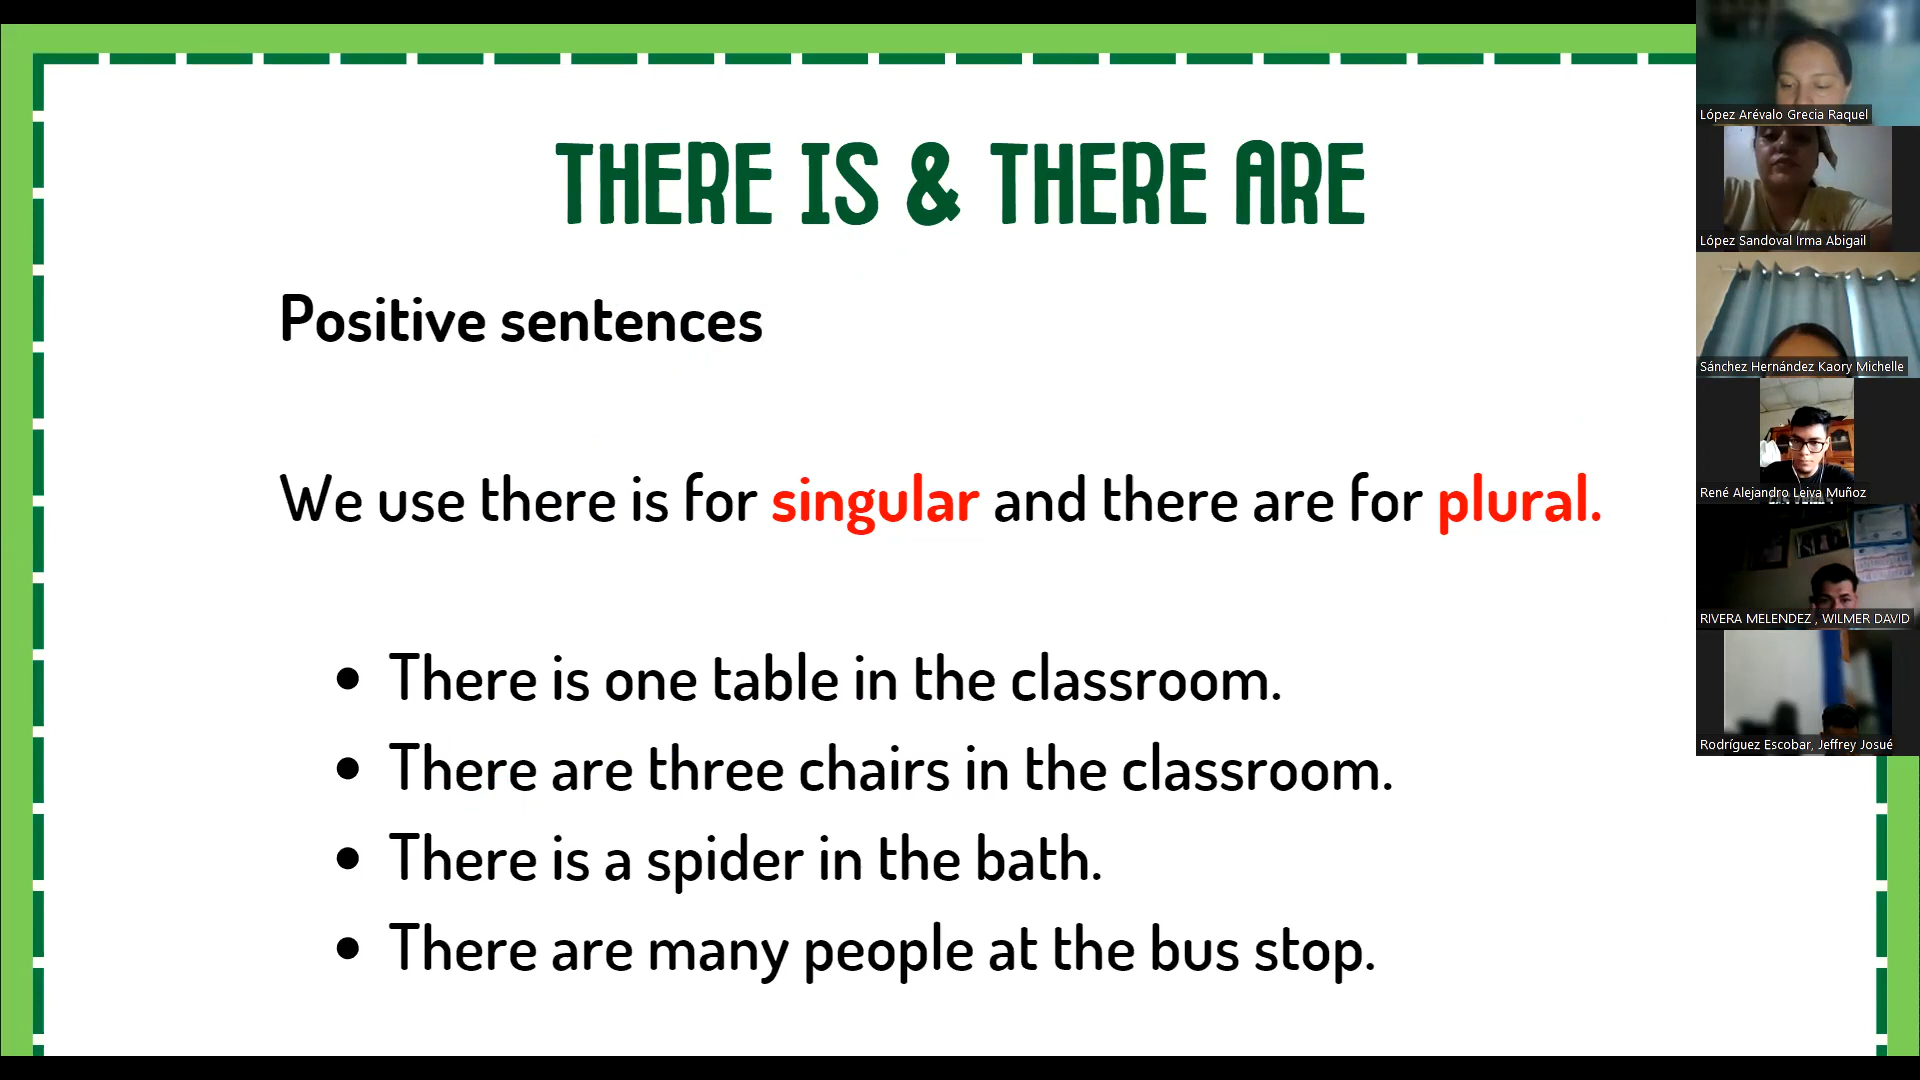 THERE IS & THERE ARE
Positive sentences
We use there is for singular and there are for plural.
• There is one table in the classroom.
• There are three chairs in the classroom.
• There is a spider in the bath.
• There are many people at the bus stop.
López Arévalo Grecia Raquel
López Sandoval Irma Abigail
Sánchez Hernández Kaory Michelle
René Alejandro Leiva Muñoz
RIVERA MELENDEZ , WILMER DAVID
Rodríguez Escobar, Jeffrey Josué